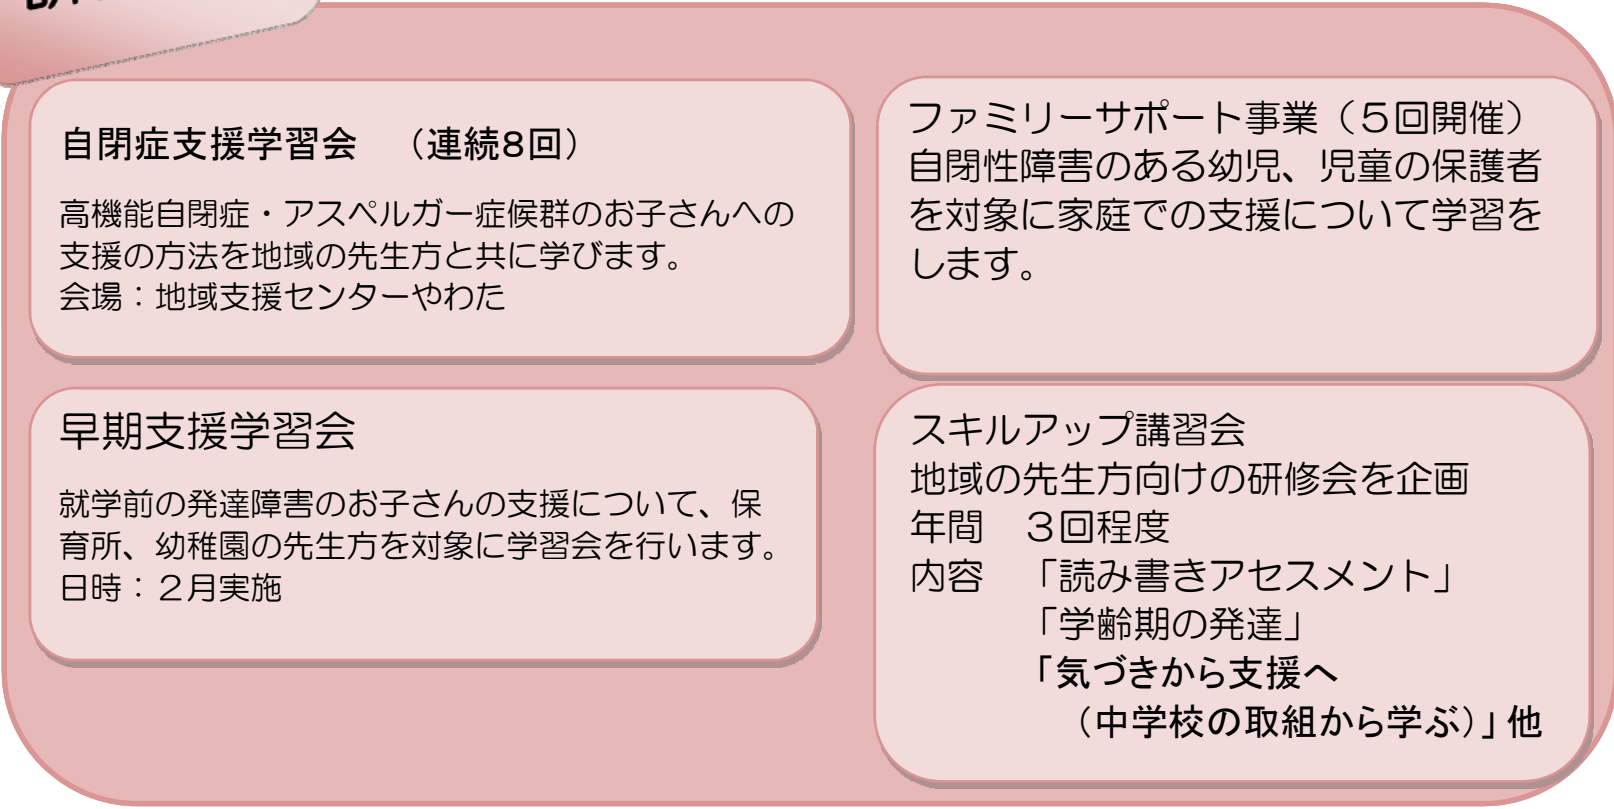 自閉症支援学習会　（連続8回）
高機能自閉症・アスペルガー症候群のお子さんへの
支援の方法を地域の先生方と共に学びます。
会場：地域支援センターやわた
ファミリーサポート事業（５回開催）
自閉性障害のある幼児、児童の保護者
を対象に家庭での支援について学習を
します。
早期支援学習会
就学前の発達障害のお子さんの支援について、保
育所、幼稚園の先生方を対象に学習会を行います。
日時：２月実施
スキルアップ講習会
地域の先生方向けの研修会を企画
年間　３回程度
内容　「読み書きアセスメント」
「学齢期の発達」
「気づきから支援へ
（中学校の取組から学ぶ）」他